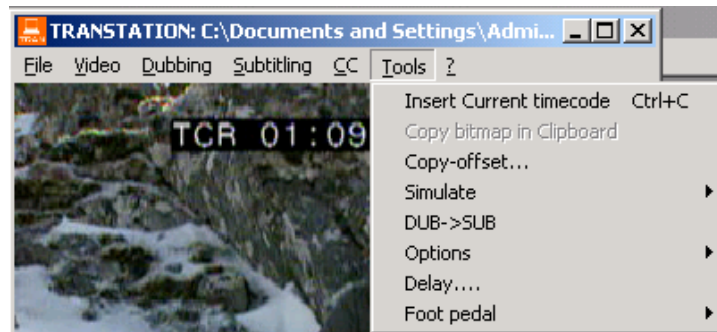 TRANSTATION: C:\Documents and Settings\Admi...
File Video Dubbing Subtitling CC Tools ?
TCR 01:09
Insert Current timecode Ctrl+C
Copy bitmap in Clipboard
Copy-offset...
Simulate
DUB->SUB
Options
Delay....
Foot pedal